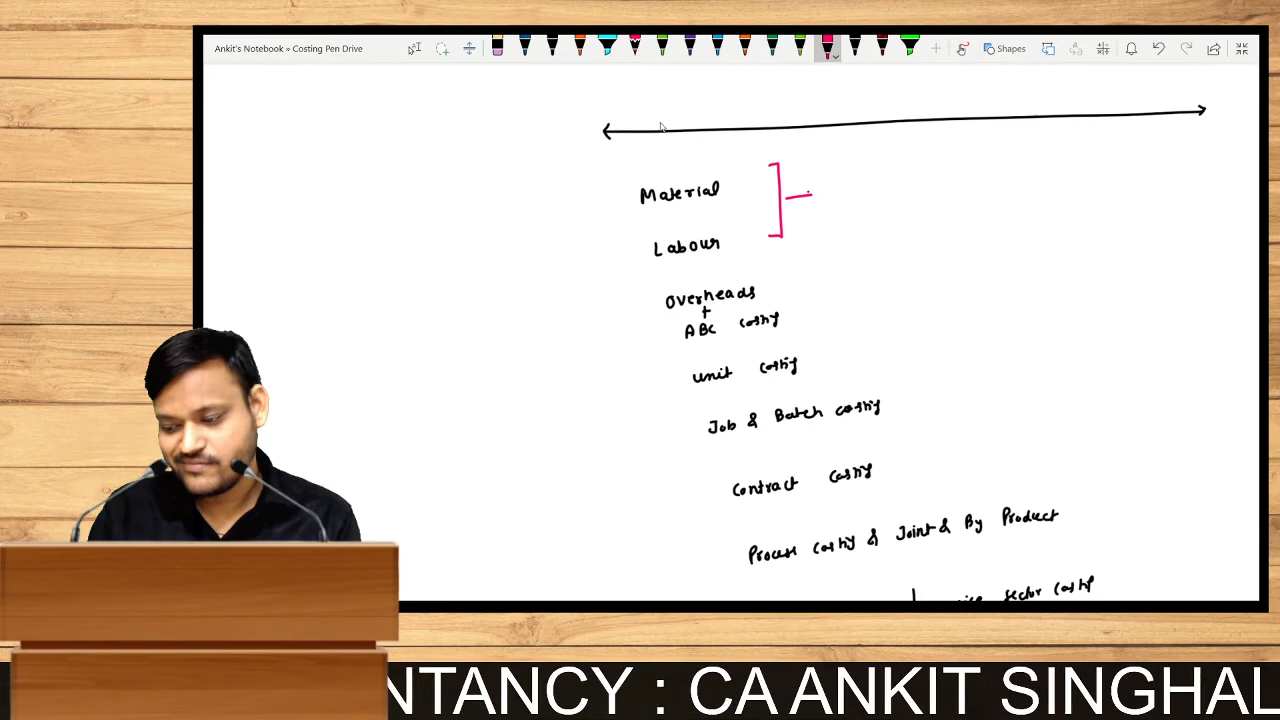 Ankit's Notebook » Costing Pen Drive
Shapes
Material
Labour
Overheads
+
ABC costing
unit costing
Job & Batch costing
Contract costing
Process costing & Joint & By Product
sector costing
NTANCY : CA ANKIT SINGHAL